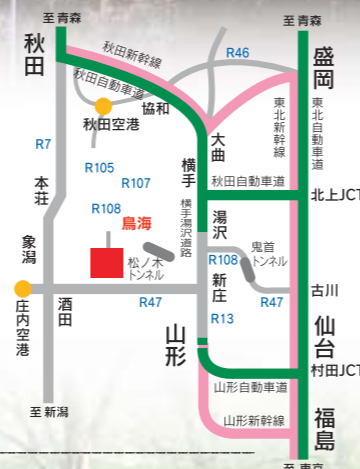 至青森
至青森
秋田
秋田新幹線
R46
盛岡
秋田自動車道
協和
秋田空港
大曲
東北新幹線
東北自動車道
R7
R105
横手
R107
秋田自動車道
北上JCT
本荘
R108
鳥海
横手湯沢道路
湯沢
象潟
松ノ木
トンネル
R108
鬼首
トンネル
新庄
庄内空港
酒田
R47
R47
古川
R13
山形
仙台
村田JCT
山形自動車道
至新潟
山形新幹線
福島
至 東京